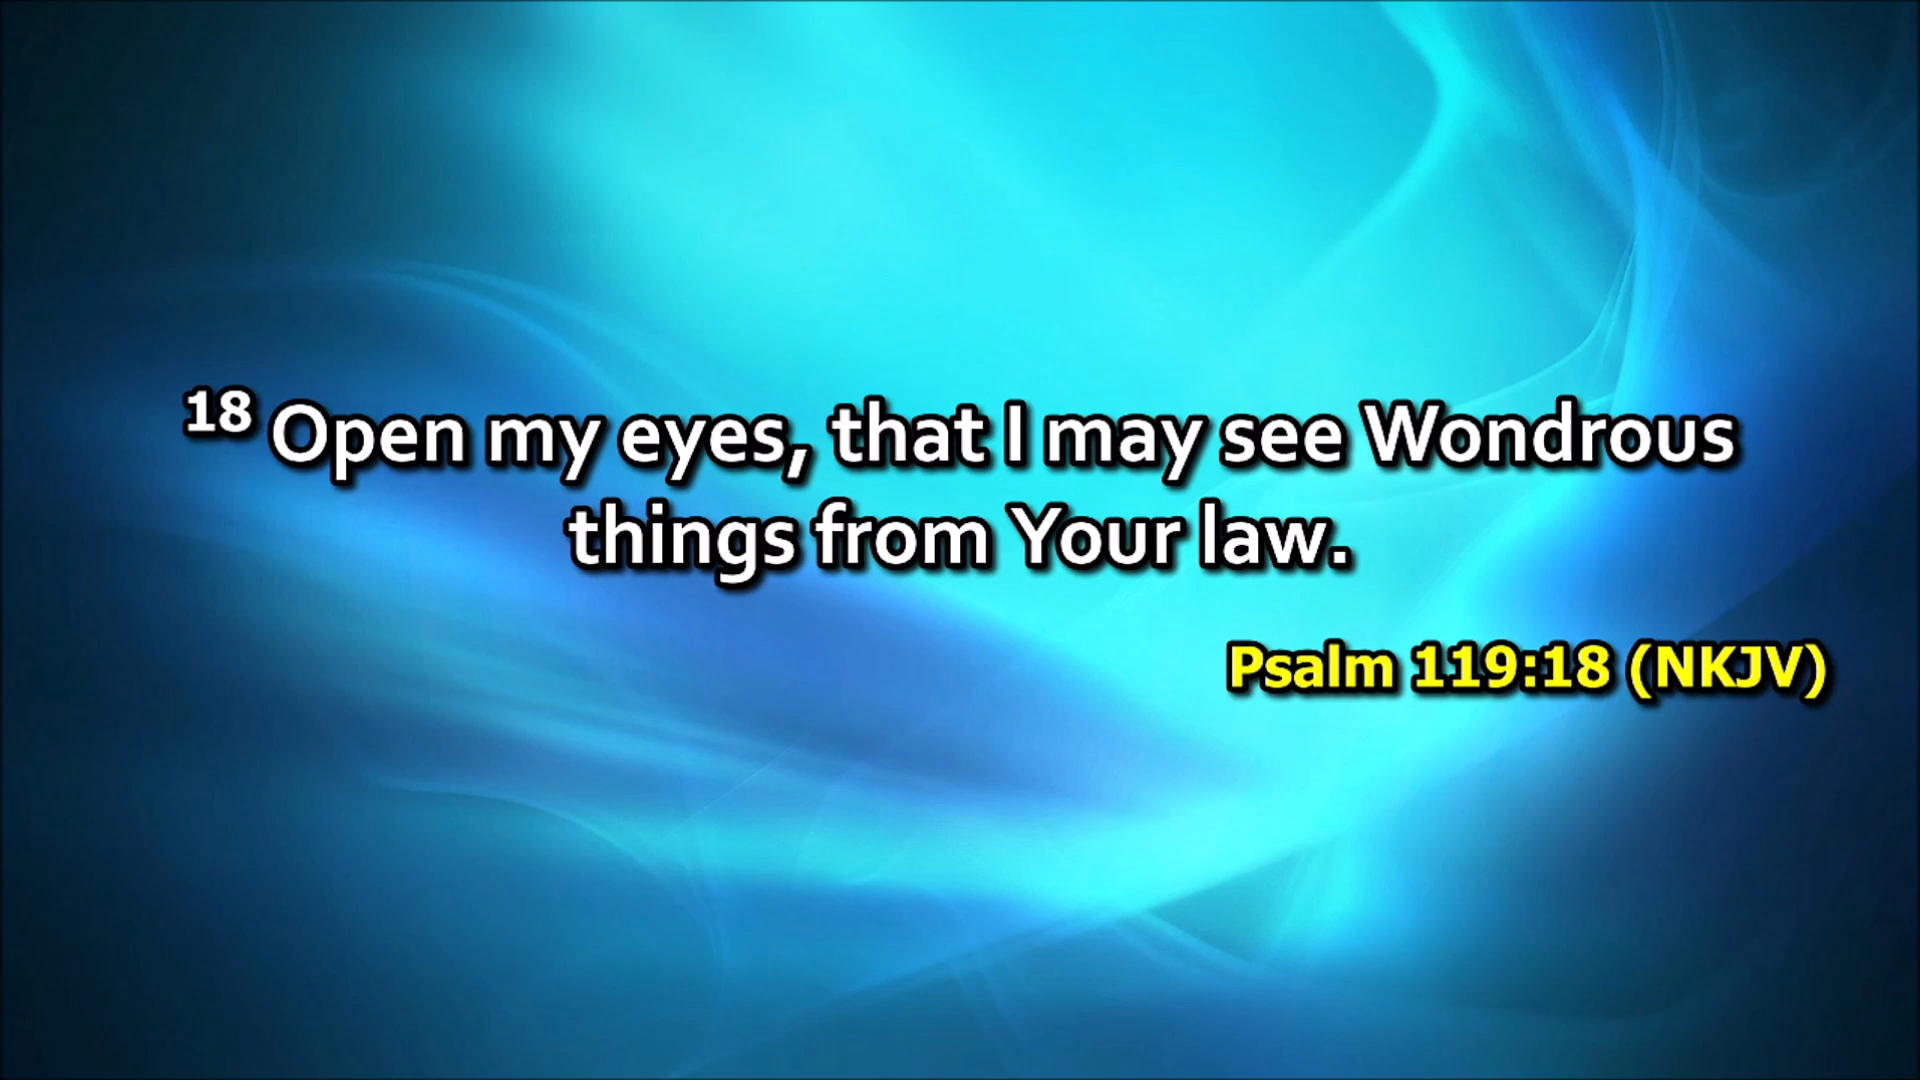 18 Open my eyes, that I may see Wondrous
things from Your law.
Psalm 119:18 (NKJV)